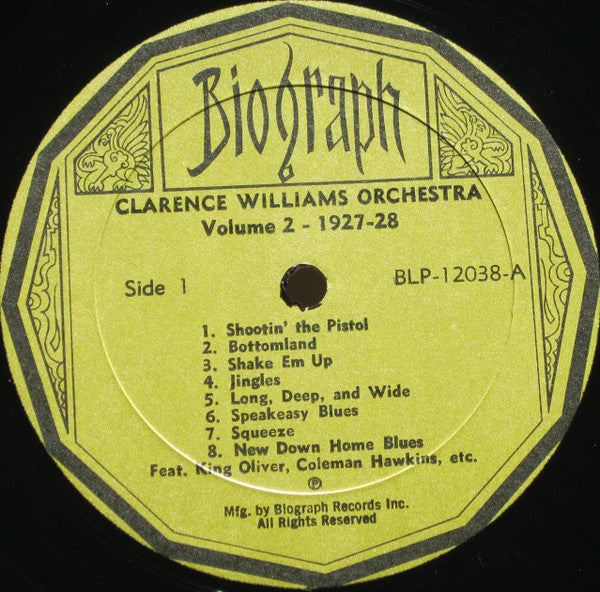 Biograph
CLARENCE WILLIAMS ORCHESTRA
Volume 2 - 1927-28
Side 1
BLP-12038-A
1. Shootin' the Pistol
2. Bottomland
3. Shake Em Up
4. Jingles
5. Long, Deep, and Wide
6. Speakeasy Blues
7. Squeeze
8. New Down Home Blues
Feat. King Oliver, Coleman Hawkins, etc.
Ⓟ
Mfg. by Biograph Records Inc.
All Rights Reserved